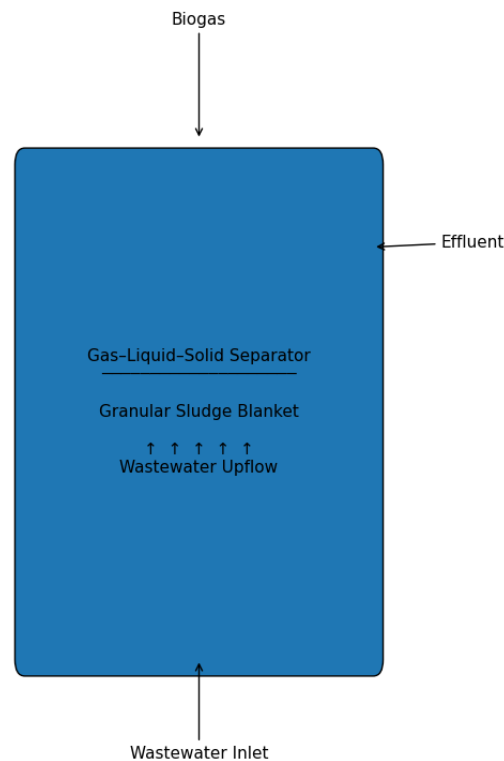 Biogas
Effluent
Gas–Liquid–Solid Separator
Granular Sludge Blanket
↑ ↑ ↑ ↑ ↑
Wastewater Upflow
Wastewater Inlet